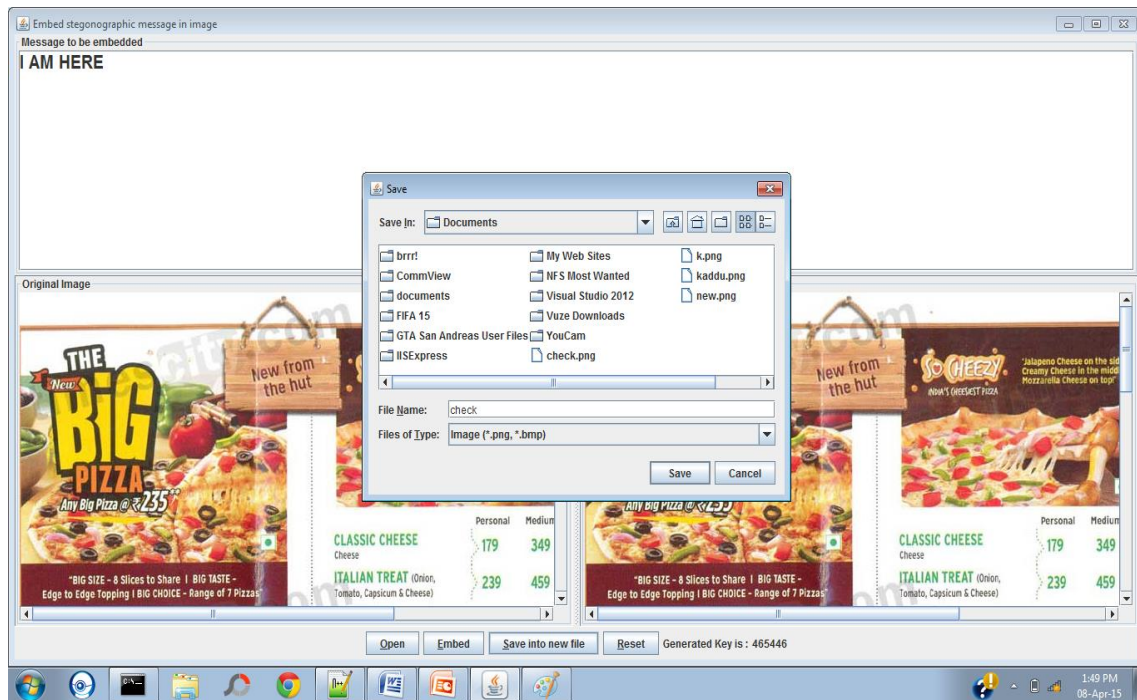 Embed stegonographic message in image
Message to be embedded
I AM HERE
Save
Save In:
Documents
brrr!
CommView
documents
FIFA 15
GTA San Andreas User Files
IISExpress
My Web Sites
NFS Most Wanted
Visual Studio 2012
Vuze Downloads
YouCam
check.png
k.png
kaddu.png
new.png
File Name:
check
Files of Type:
Image (*.png, *.bmp)
Save
Cancel
Original Image
.com
THE
New
BiG
PIZZA
Any Big Pizza @ ₹235**
"BIG SIZE - 8 Slices to Share I BIG TASTE -
Edge to Edge Topping I BIG CHOICE - Range of 7 Pizzas"
New from
the hut
Personal
Medium
CLASSIC CHEESE
Cheese
179
349
ITALIAN TREAT (Onion,
Tomato, Capsicum & Cheese)
239
459
.com
New from
the hut
SO CHEEZY
INDIA'S CHEESIEST PIZZA
"Jalapeno Cheese on the sid
Creamy Cheese in the midd
Mozzarella Cheese on top!"
Any Big Pizza @ ₹235
"BIG SIZE - 8 Slices to Share I BIG TASTE -
Edge to Edge Topping I BIG CHOICE - Range of 7 Pizzas"
Personal
Medium
CLASSIC CHEESE
Cheese
179
349
ITALIAN TREAT (Onion,
Tomato, Capsicum & Cheese)
239
459
Open
Embed
Save into new file
Reset
Generated Key is : 465446
1:49 PM
08-Apr-15